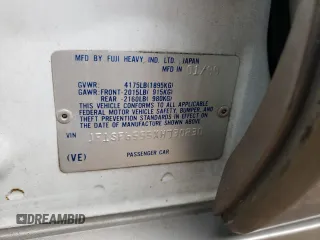 MFD BY FUJI HEAVY, IND. LTD. JAPAN
MFD IN
GVWR: 4175LB(1895KG)
GAWR:FRONT-2015LB( 915KG)
REAR -2160LB( 980KG)
THIS VEHICLE CONFORMS TO ALL APPLICABLE
FEDERAL MOTOR VEHICLE SAFETY, BUMPER, AND
THEFT PREVENTION STANDARDS IN EFFECT ON
THE DATE OF MANUFACTURE SHOWN ABOVE.
VIN
(VE) PASSENGER CAR
DREAMBID